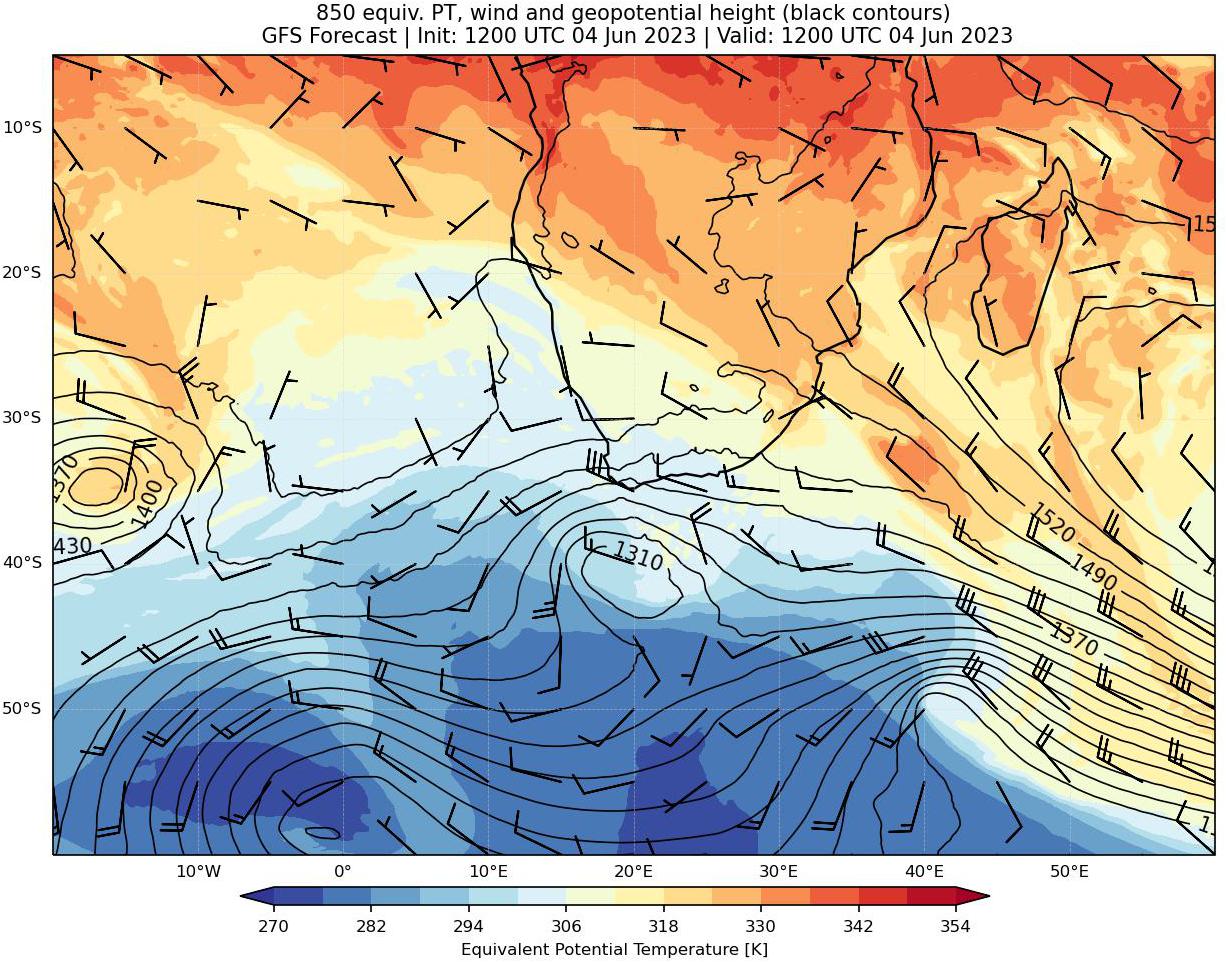 850 equiv. PT, wind and geopotential height (black contours)
GFS Forecast | Init: 1200 UTC 04 Jun 2023 | Valid: 1200 UTC 04 Jun 2023
10°S
15
20°S
30°S
1370
1400
1520
430
1310
40°S
1490
1
1370
50°S
1
10°W 0° 10°E 20°E 30°E 40°E 50°E
270 282 294 306 318 330 342 354
Equivalent Potential Temperature [K]